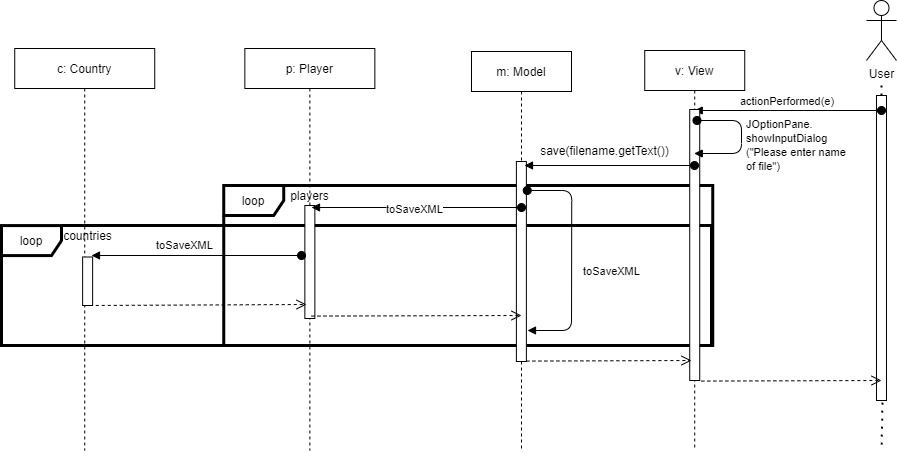 c: Country
p: Player
m: Model
v: View
User
actionPerformed(e)
JOptionPane.
showInputDialog
("Please enter name
of file")
save(filename.getText())
loop
players
toSaveXML
loop
countries
toSaveXML
toSaveXML